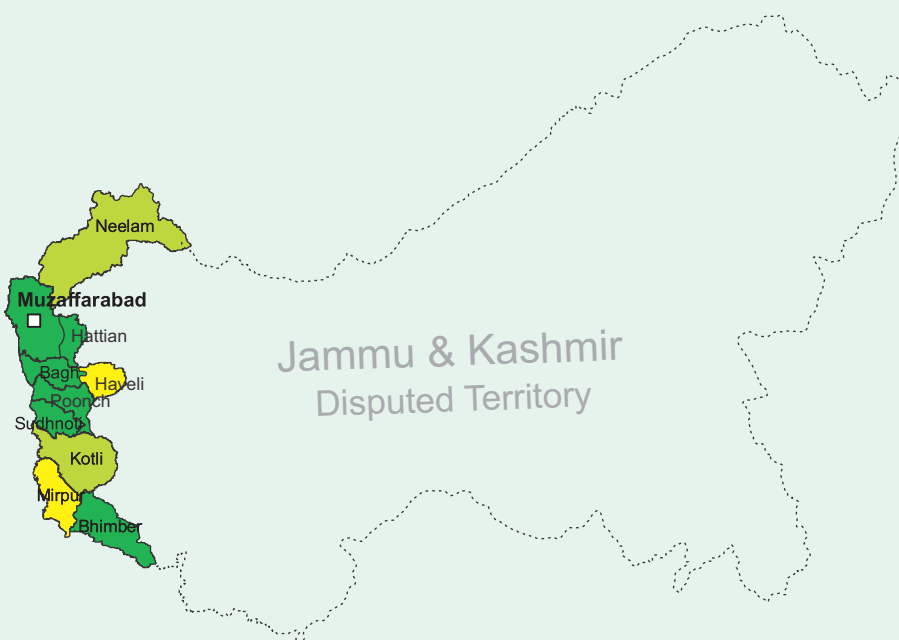 Neelam
Muzaffarabad
Hattian
Jammu & Kashmir
Disputed Territory
Bagh
Haveli
Poonch
Sudhnoti
Kotli
Mirpur
Bhimber